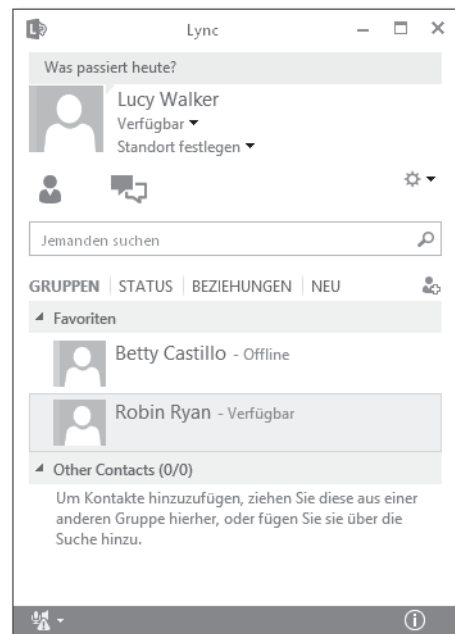 Lync
Was passiert heute?
Lucy Walker
Verfügbar
Standort festlegen
Jemanden suchen
GRUPPEN STATUS BEZIEHUNGEN NEU
Favoriten
Betty Castillo - Offline
Robin Ryan - Verfügbar
Other Contacts (0/0)
Um Kontakte hinzuzufügen, ziehen Sie diese aus einer
anderen Gruppe hierher, oder fügen Sie sie über die
Suche hinzu.